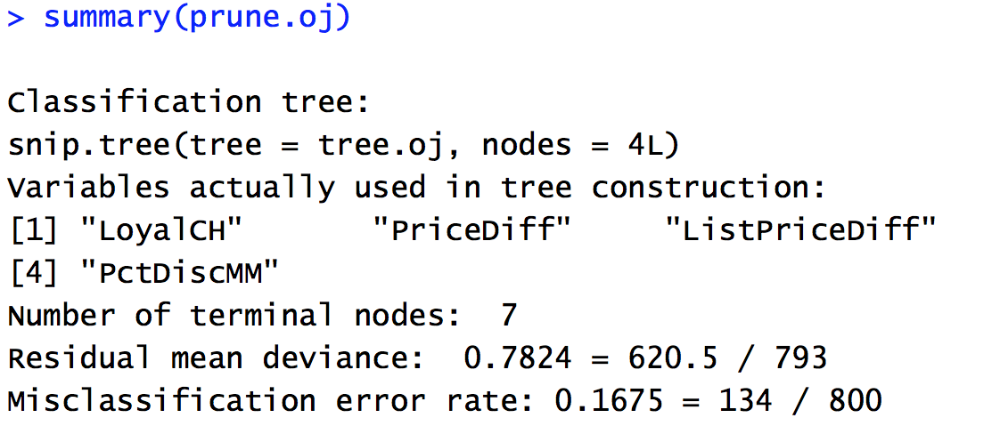 > summary(prune.oj)
Classification tree:
snip.tree(tree = tree.oj, nodes = 4L)
Variables actually used in tree construction:
[1] "LoyalCH"       "PriceDiff"     "ListPriceDiff"
[4] "PctDiscMM"
Number of terminal nodes:  7
Residual mean deviance:  0.7824 = 620.5 / 793
Misclassification error rate: 0.1675 = 134 / 800